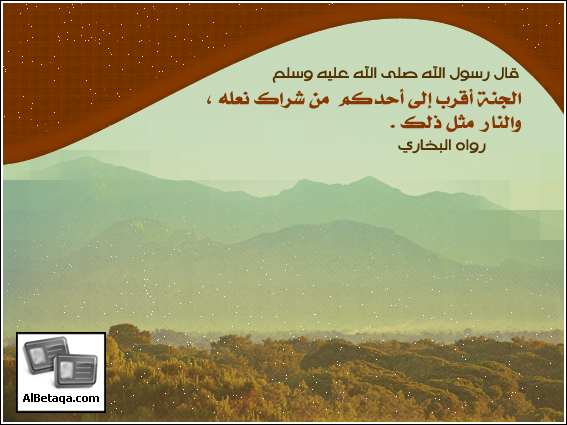 قال رسول الله صلى الله عليه وسلم
الجنة أقرب إلى أحدكم من شراك نعله ،
والنار مثل ذلك .
رواه البخاري
AlBetaqa.com